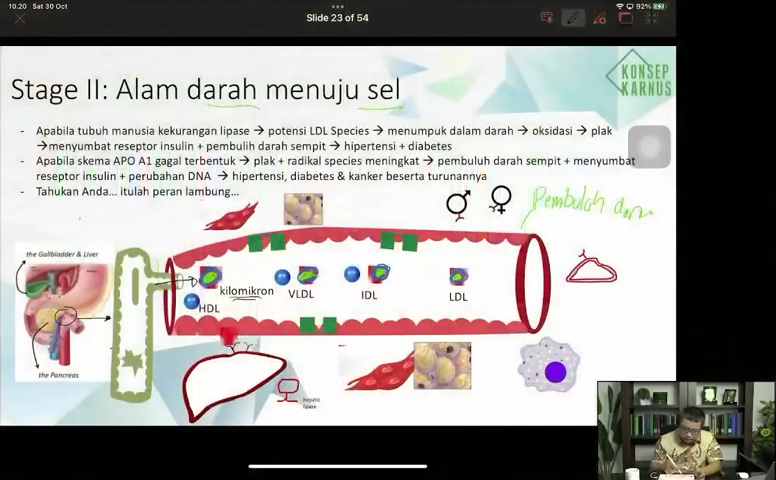 10.20 Sat 30 Oct
92%
Slide 23 of 54
Stage II: Alam darah menuju sel
KONSEP
KARNUS
- Apabila tubuh manusia kekurangan lipase → potensi LDL Species → menumpuk dalam darah → oksidasi → plak
→menyumbat reseptor insulin + pembulih darah sempit → hipertensi + diabetes
- Apabila skema APO A1 gagal terbentuk → plak + radikal species meningkat → pembuluh darah sempit + menyumbat
reseptor insulin + perubahan DNA → hipertensi, diabetes & kanker beserta turunannya
- Tahukan Anda... itulah peran lambung...
Pembuluh darah
the Gallbladder & Liver
kilomikron
VLDL
IDL
LDL
HDL
the Pancreas
hepatic
lipase